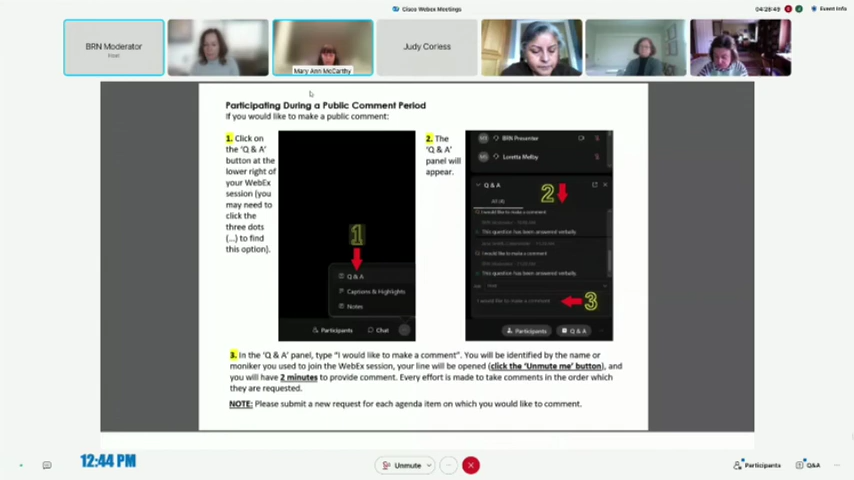 Cisco Webex Meetings
04:28:49
Event Info
BRN Moderator
Host
Mary Ann McCarthy
Judy Corless
Participating During a Public Comment Period
If you would like to make a public comment:
1. Click on
the 'Q & A'
button at the
lower right of
your WebEx
session (you
may need to
click the
three dots
(...) to find
this option).
1
Q & A
Captions & Highlights
Notes
Participants
Chat
2. The
'Q & A'
panel will
appear.
BRN Presenter
Loretta Melby
Q & A
2
All (4)
I would like to make a comment
This question has been answered verbally.
I would like to make a comment
This question has been answered verbally.
I would like to make a comment
3
Participants
Q & A
3. In the 'Q & A' panel, type "I would like to make a comment". You will be identified by the name or
moniker you used to join the WebEx session, your line will be opened (click the 'Unmute me' button), and
you will have 2 minutes to provide comment. Every effort is made to take comments in the order which
they are requested.
NOTE: Please submit a new request for each agenda item on which you would like to comment.
12:44 PM
Unmute
Participants
Q&A